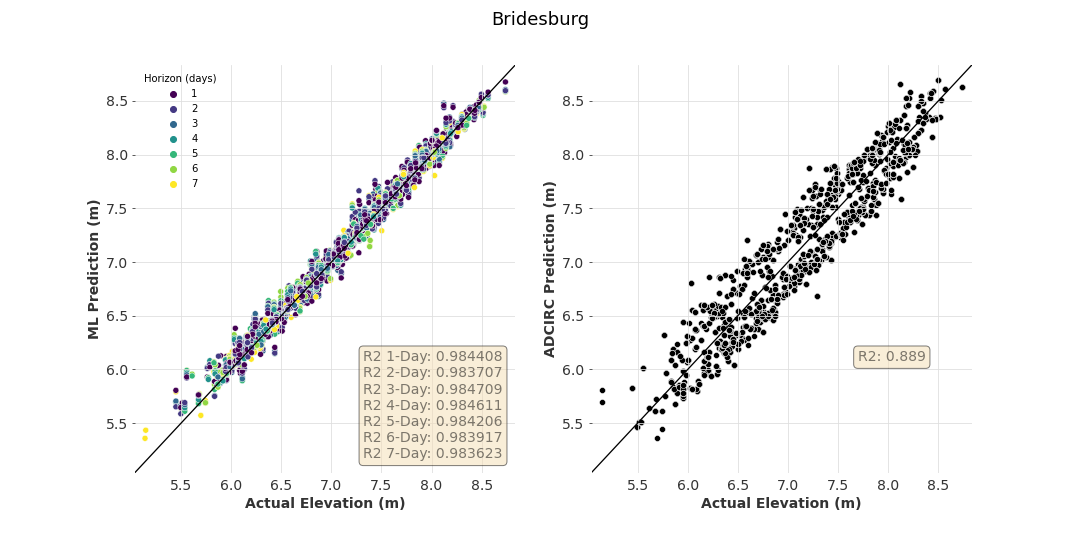 Bridesburg
Horizon (days)
1
2
3
4
5
6
7
8.5
8.0
7.5
7.0
6.5
6.0
5.5
ML Prediction (m)
R2 1-Day: 0.984408
R2 2-Day: 0.983707
R2 3-Day: 0.984709
R2 4-Day: 0.984611
R2 5-Day: 0.984206
R2 6-Day: 0.983917
R2 7-Day: 0.983623
5.5 6.0 6.5 7.0 7.5 8.0 8.5
Actual Elevation (m)
8.5
8.0
7.5
7.0
6.5
6.0
5.5
ADCIRC Prediction (m)
R2: 0.889
5.5 6.0 6.5 7.0 7.5 8.0 8.5
Actual Elevation (m)